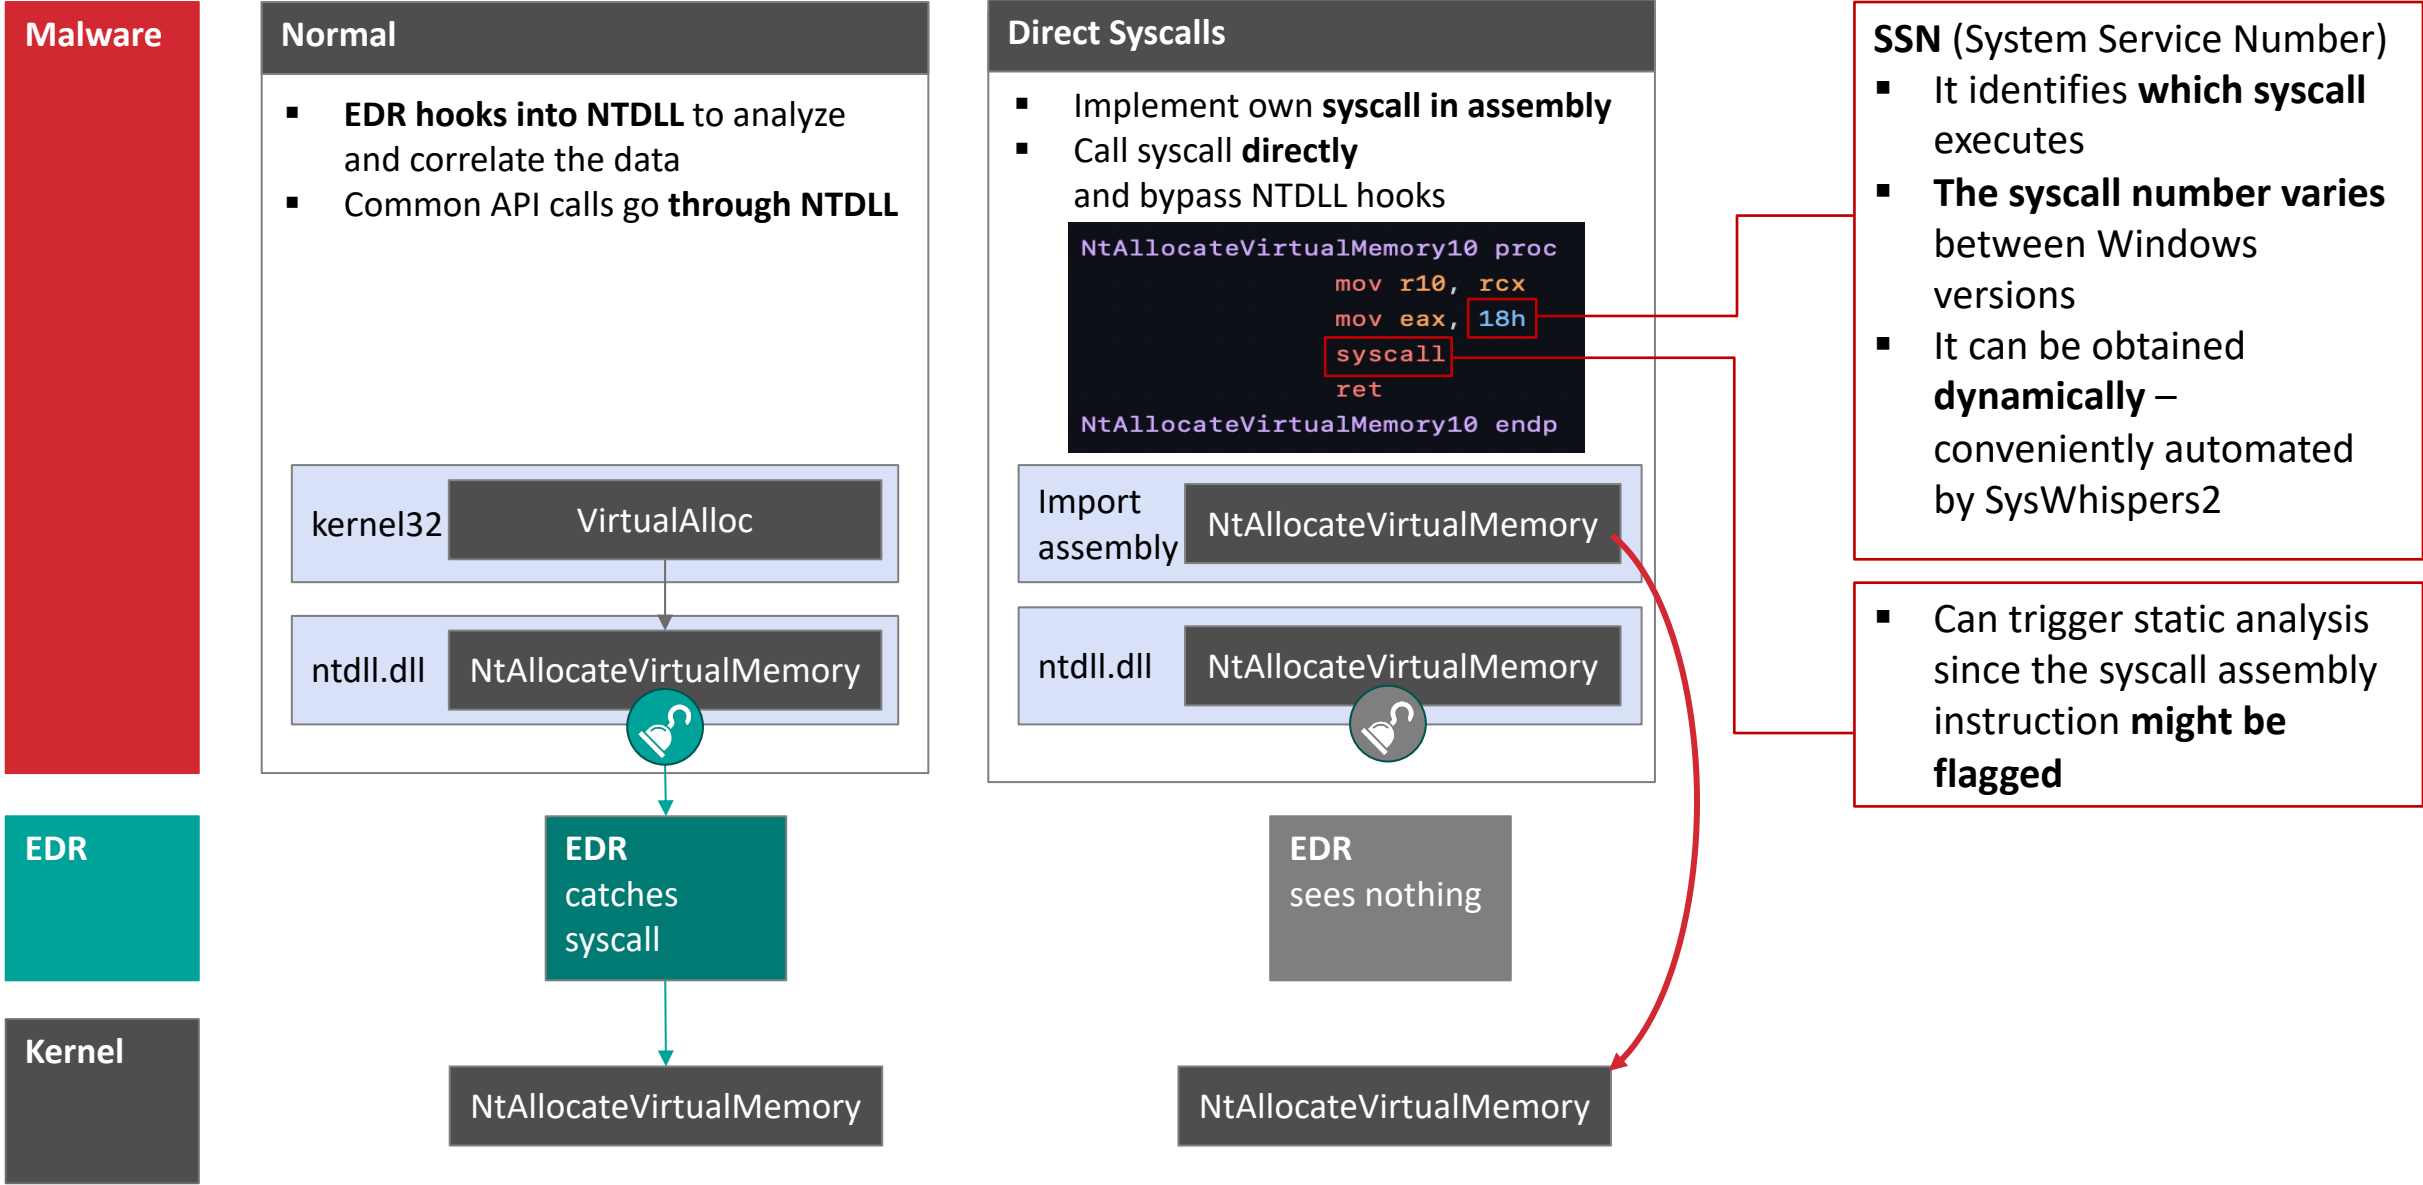 Malware
Normal
▪ EDR hooks into NTDLL to analyze
and correlate the data
▪ Common API calls go through NTDLL
kernel32
VirtualAlloc
ntdll.dll
NtAllocateVirtualMemory
EDR
EDR
catches
syscall
Kernel
NtAllocateVirtualMemory
Direct Syscalls
▪ Implement own syscall in assembly
▪ Call syscall directly
and bypass NTDLL hooks
NtAllocateVirtualMemory10 proc
mov r10, rcx
mov eax, 18h
syscall
ret
NtAllocateVirtualMemory10 endp
Import
assembly
NtAllocateVirtualMemory
ntdll.dll
NtAllocateVirtualMemory
EDR
sees nothing
NtAllocateVirtualMemory
SSN (System Service Number)
▪ It identifies which syscall
executes
▪ The syscall number varies
between Windows
versions
▪ It can be obtained
dynamically –
conveniently automated
by SysWhispers2
▪ Can trigger static analysis
since the syscall assembly
instruction might be
flagged